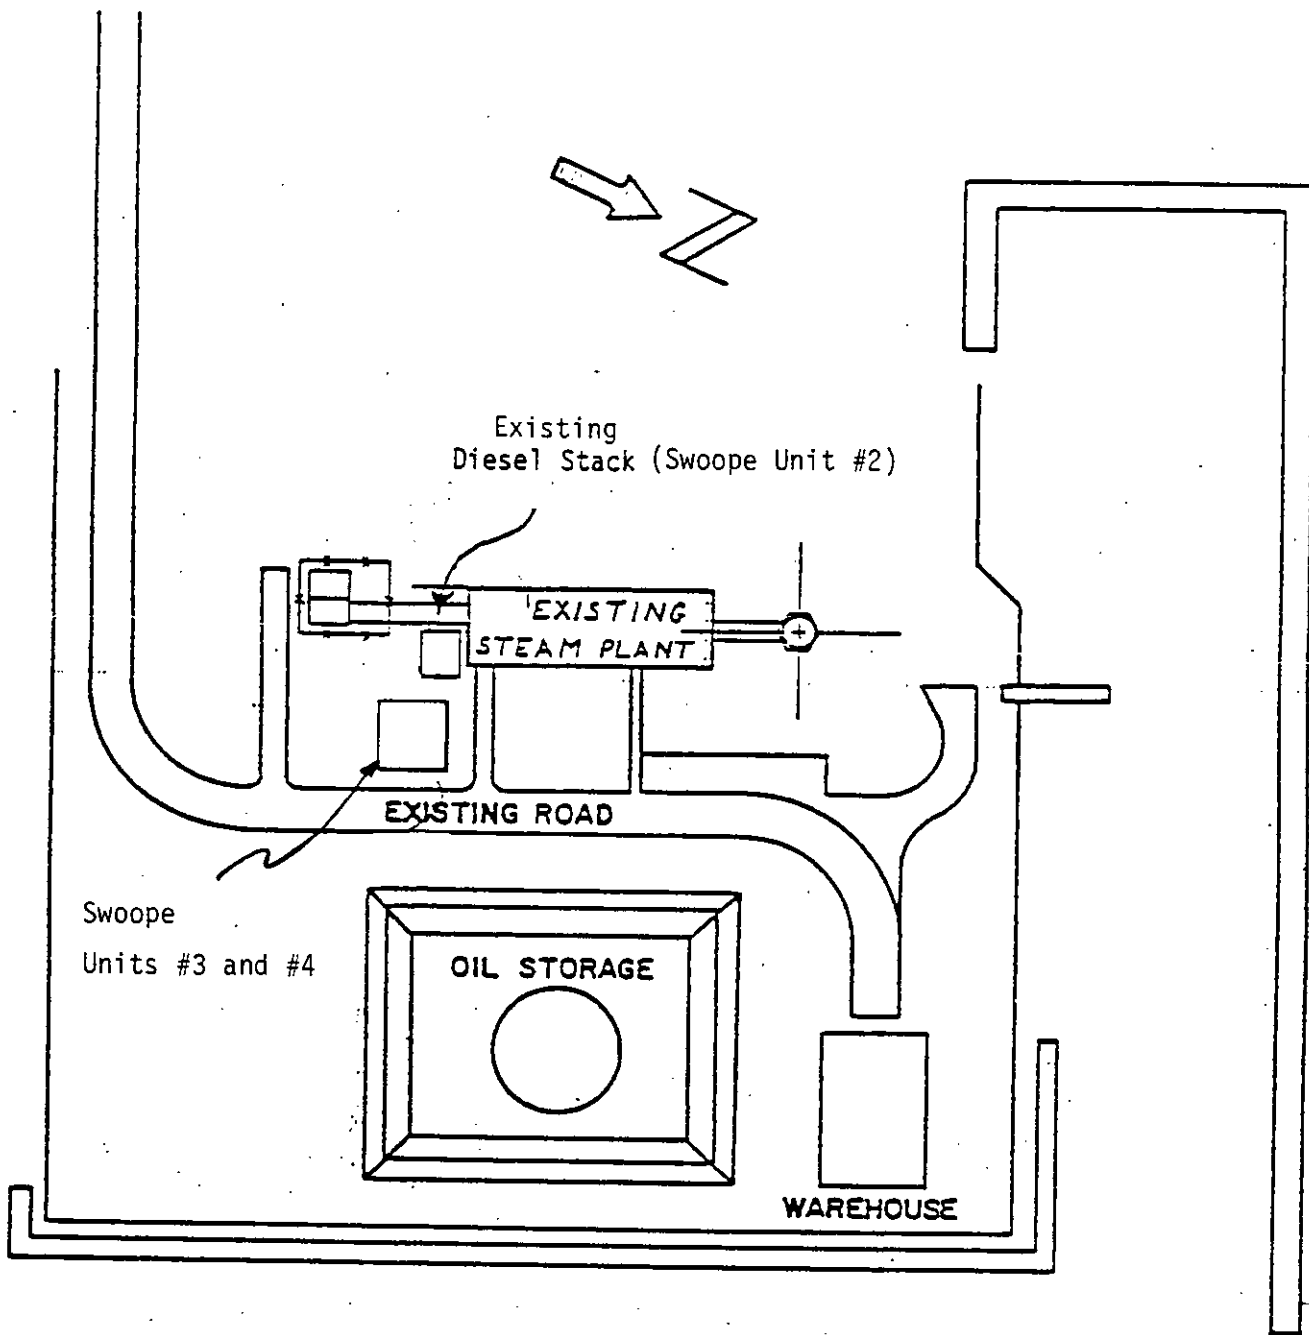 Z
Existing
Diesel Stack (Swoope Unit #2)
EXISTING
STEAM PLANT
EXISTING ROAD
Swoope
Units #3 and #4
OIL STORAGE
WAREHOUSE